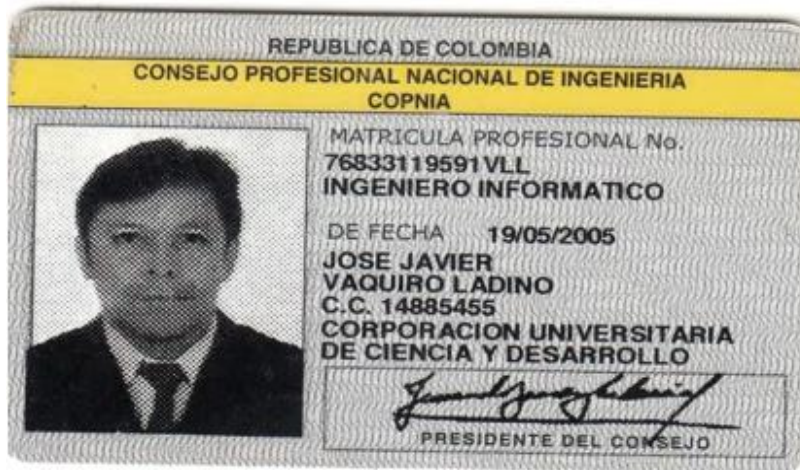 REPUBLICA DE COLOMBIA
CONSEJO PROFESIONAL NACIONAL DE INGENIERIA
COPNIA
MATRICULA PROFESIONAL No.
76833119591VLL
INGENIERO INFORMATICO
DE FECHA 19/05/2005
JOSE JAVIER
VAQUIRO LADINO
C.C. 14885455
CORPORACION UNIVERSITARIA
DE CIENCIA Y DESARROLLO
PRESIDENTE DEL CONSEJO